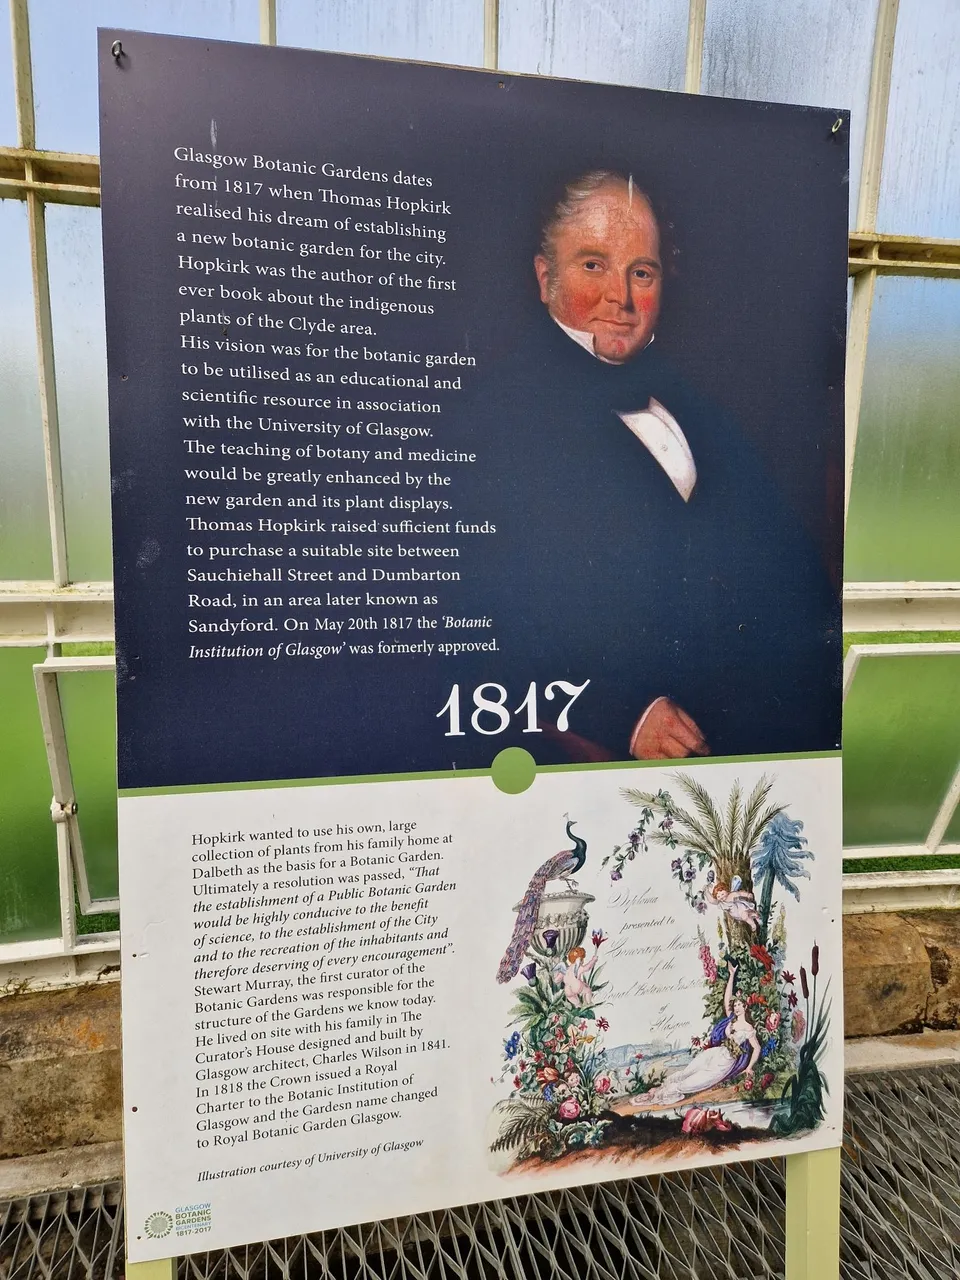 Glasgow Botanic Gardens dates
from 1817 when Thomas Hopkirk
realised his dream of establishing
a new botanic garden for the city.
Hopkirk was the author of the first
ever book about the indigenous
plants of the Clyde area.
His vision was for the botanic garden
to be utilised as an educational and
scientific resource in association
with the University of Glasgow.
The teaching of botany and medicine
would be greatly enhanced by the
new garden and its plant displays.
Thomas Hopkirk raised sufficient funds
to purchase a suitable site between
Sauchiehall Street and Dumbarton
Road, in an area later known as
Sandyford. On May 20th 1817 the ‘Botanic
Institution of Glasgow’ was formerly approved.
1817
Hopkirk wanted to use his own, large
collection of plants from his family home at
Dalbeth as the basis for a Botanic Garden.
Ultimately a resolution was passed, “That
the establishment of a Public Botanic Garden
would be highly conducive to the benefit
of science, to the establishment of the City
and to the recreation of the inhabitants and
therefore deserving of every encouragement”.
Stewart Murray, the first curator of the
Botanic Gardens was responsible for the
structure of the Gardens we know today.
He lived on site with his family in The
Curator’s House designed and built by
Glasgow architect, Charles Wilson in 1841.
In 1818 the Crown issued a Royal
Charter to the Botanic Institution of
Glasgow and the Gardesn name changed
to Royal Botanic Garden Glasgow.
Illustration courtesy of University of Glasgow
Diploma
presented to
Honorary
of the
Royal Botanic
of
Glasgow
GLASGOW
BOTANIC
GARDENS
BICENTENARY
1817-2017